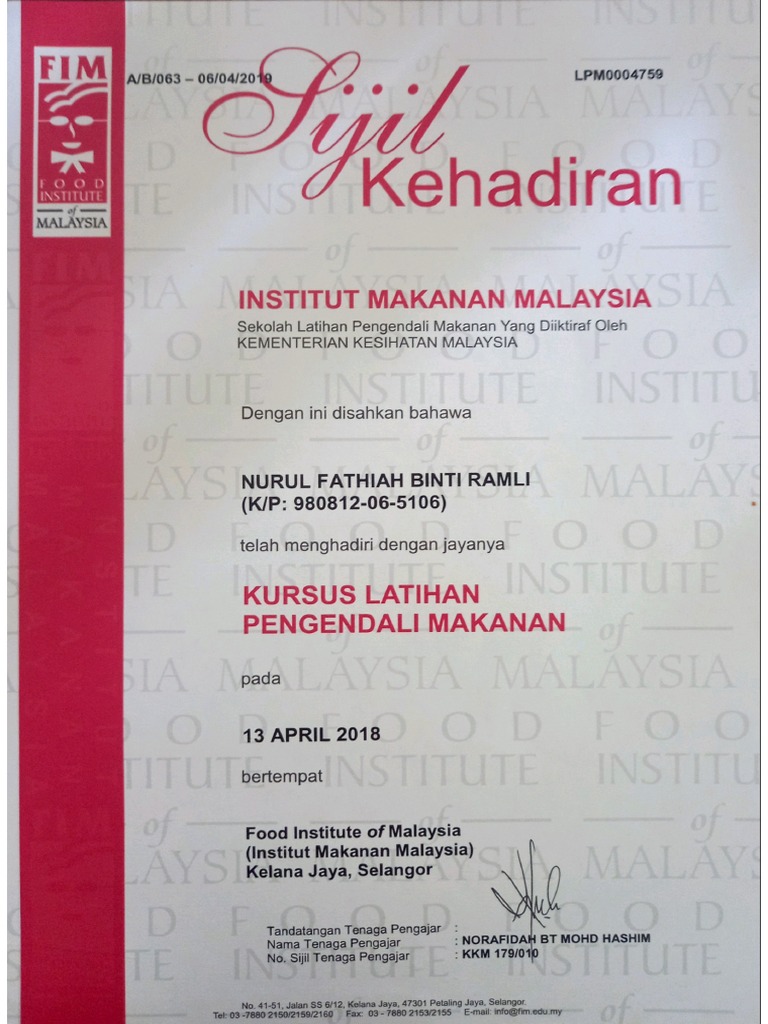 FIM
FOOD
INSTITUTE
of
MALAYSIA
A/B/063 – 06/04/2019
LPM0004759
Sijil
Kehadiran
INSTITUT MAKANAN MALAYSIA
Sekolah Latihan Pengendali Makanan Yang Diiktiraf Oleh
KEMENTERIAN KESIHATAN MALAYSIA
Dengan ini disahkan bahawa
NURUL FATHIAH BINTI RAMLI
(K/P: 980812-06-5106)
telah menghadiri dengan jayanya
KURSUS LATIHAN
PENGENDALI MAKANAN
pada
13 APRIL 2018
bertempat
Food Institute of Malaysia
(Institut Makanan Malaysia)
Kelana Jaya, Selangor
Tandatangan Tenaga Pengajar :
Nama Tenaga Pengajar : NORAFIDAH BT MOHD HASHIM
No. Sijil Tenaga Pengajar : KKM 179/010
No. 41-51, Jalan SS 6/12, Kelana Jaya, 47301 Petaling Jaya, Selangor.
Tel: 03 -7880 2150/2159/2160 Fax: 03 - 7880 2153/2155 E-mail: info@fim.edu.my